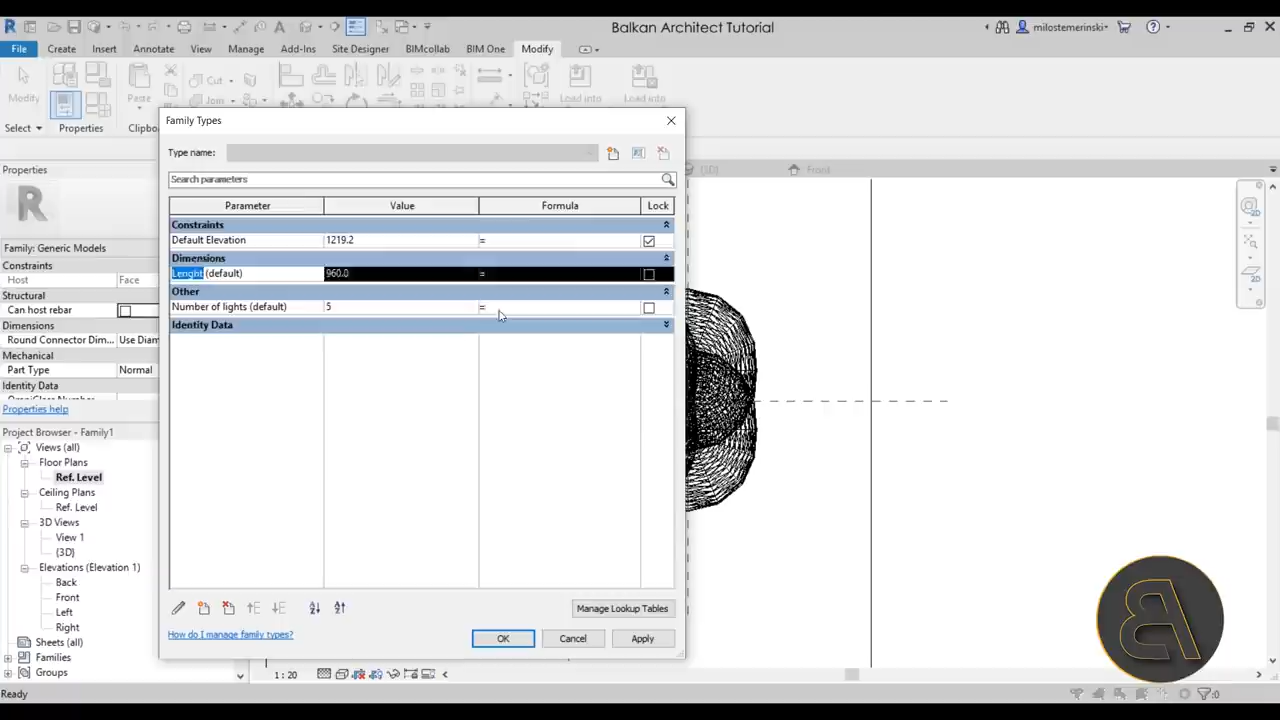 Balkan Architect Tutorial
milostemerinski
File Create Insert Annotate View Manage Add-Ins Site Designer BIMcollab BIM One Modify
Modify Paste Cut Join Load into Load into
Select Properties Clipb
Family Types
Properties
Type name:
Search parameters
(3D) Front
Parameter Value Formula Lock
Constraints
Default Elevation 1219.2 =
Dimensions
Lenght (default) 960.0 =
Other
Number of lights (default) 5 =
Identity Data
Manage Lookup Tables
How do I manage family types?
OK Cancel Apply
Family: Generic Models
Constraints
Host Face
Structural
Can host rebar
Dimensions
Round Connector Dim... Use Diam
Mechanical
Part Type Normal
Identity Data
Properties help
Project Browser - Family1
Views (all)
Floor Plans
Ref. Level
Ceiling Plans
Ref. Level
3D Views
View 1
(3D)
Elevations (Elevation 1)
Back
Front
Left
Right
Sheets (all)
Families
Groups
1 : 20
Ready
:0